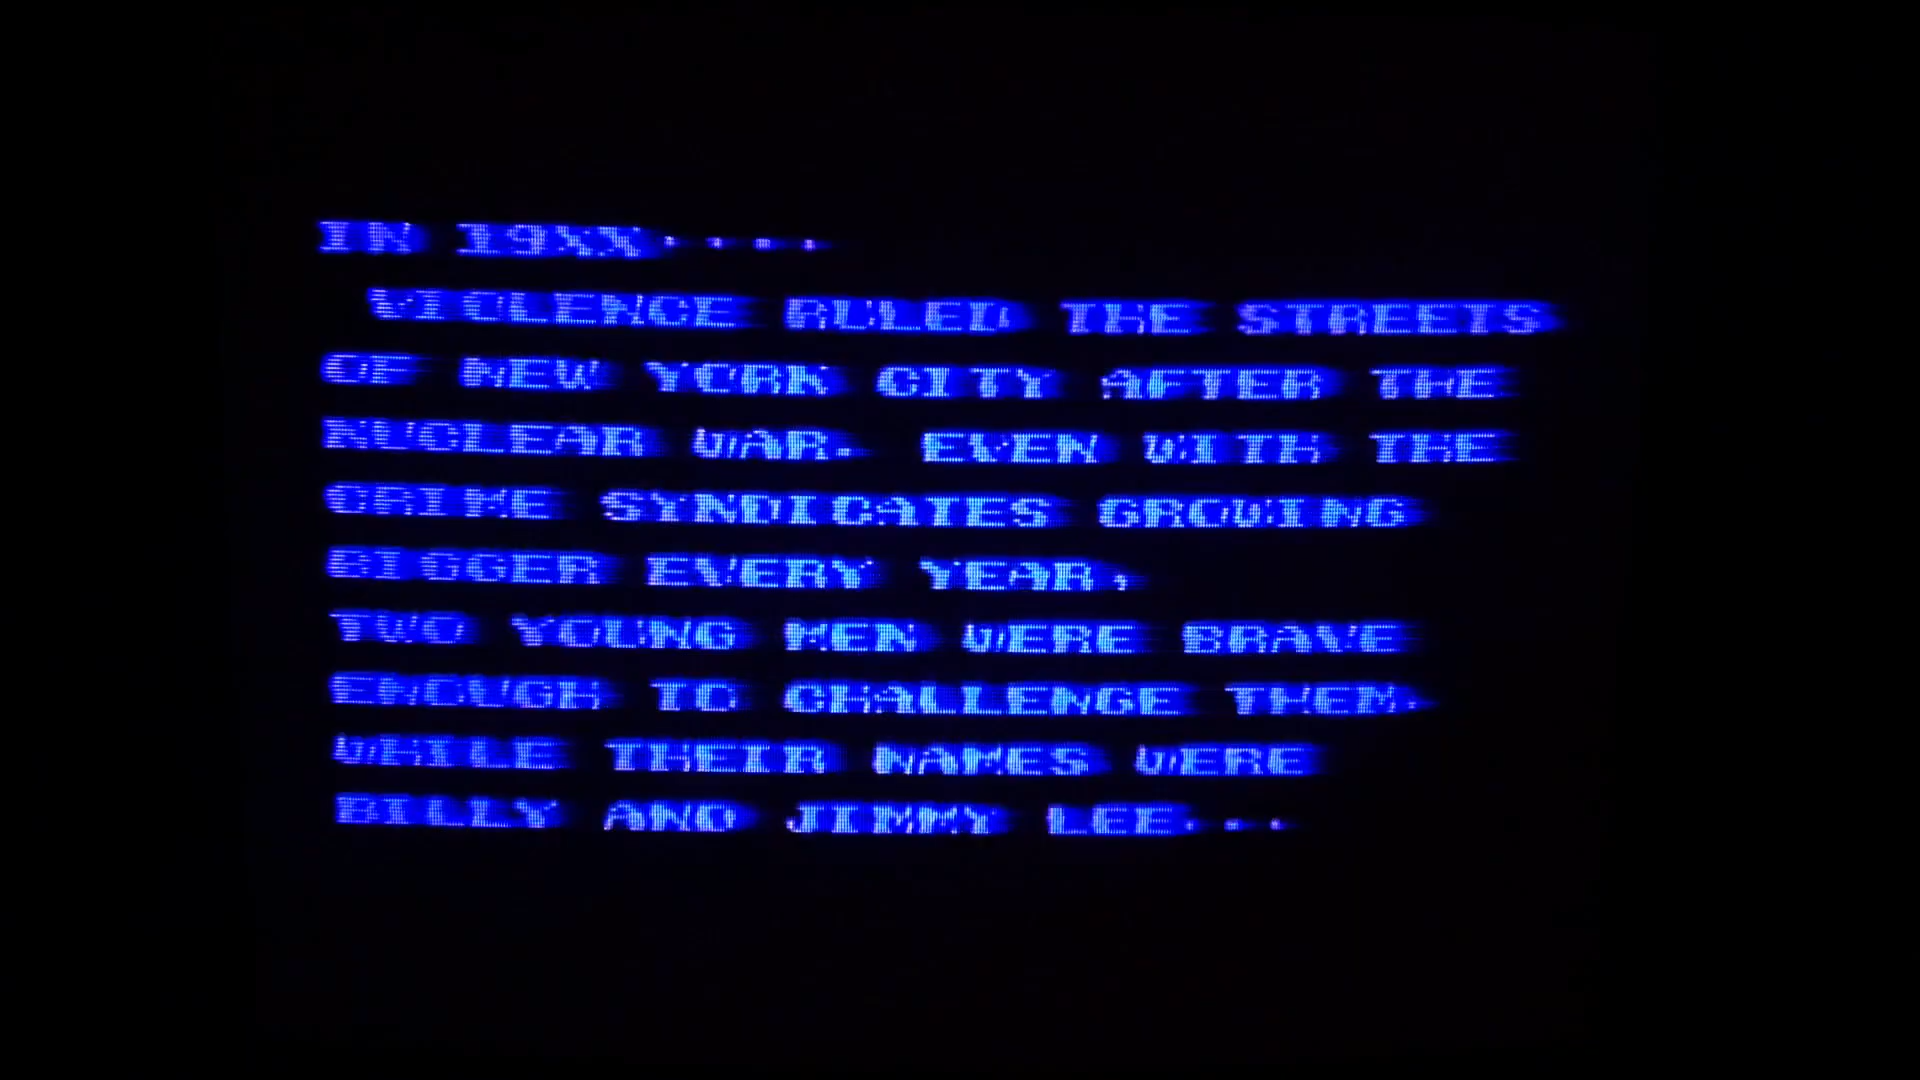 IN 19XX....
VIOLENCE RULED THE STREETS
OF NEW YORK CITY AFTER THE
NUCLEAR WAR. EVEN WITH THE
CRIME SYNDICATES GROWING
BIGGER EVERY YEAR,
TWO YOUNG MEN WERE BRAVE
ENOUGH TO CHALLENGE THEM.
WHILE THEIR NAMES WERE
BILLY AND JIMMY LEE...